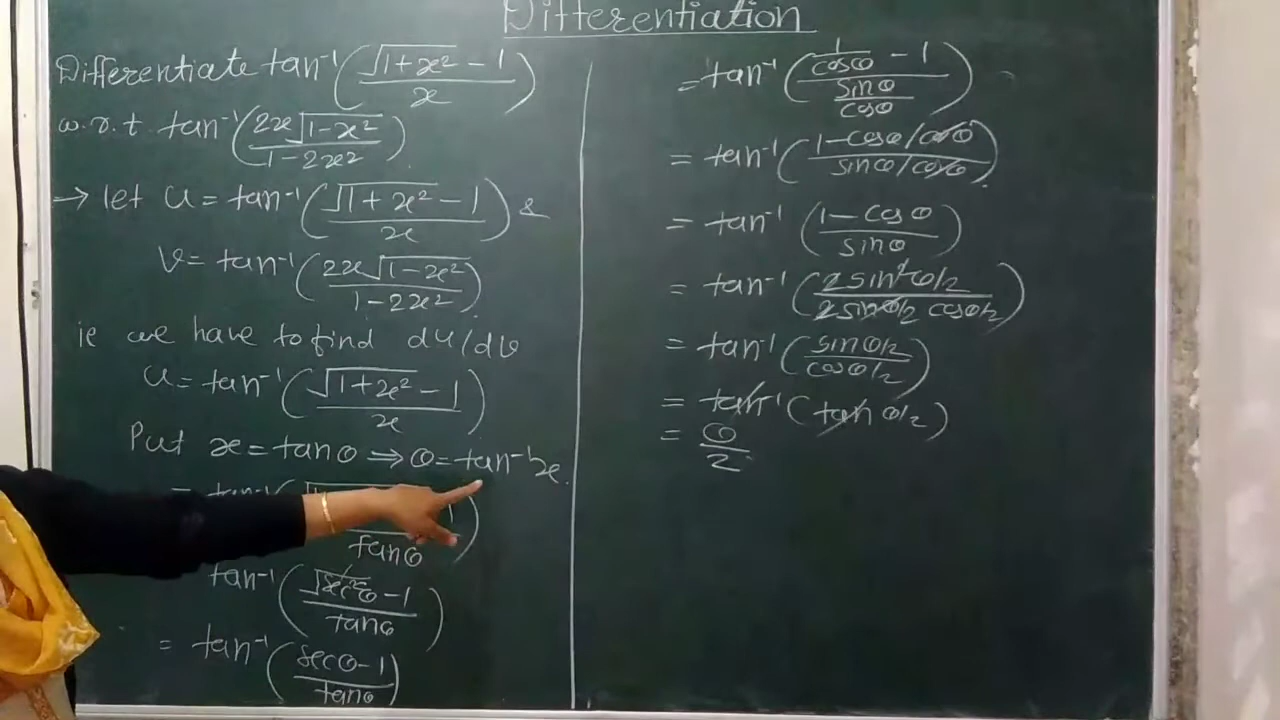 Differentiation
Differentiate tan⁻¹(√(1+x²) - 1 / x)
w.r.t. tan⁻¹(2x√(1-x²) / 1-2x²)
→ let u = tan⁻¹(√(1+x²) - 1 / x) &
v = tan⁻¹(2x√(1-x²) / 1-2x²)
ie we have to find du/dv
u = tan⁻¹(√(1+x²) - 1 / x)
Put x = tanθ ⇒ θ = tan⁻¹x.
tanθ
tan⁻¹(√sec²θ - 1 / tanθ)
= tan⁻¹(secθ - 1 / tanθ)
= tan⁻¹(1/cosθ - 1 / sinθ/cosθ)
= tan⁻¹(1-cosθ/cosθ / sinθ/cosθ)
= tan⁻¹(1-cosθ / sinθ)
= tan⁻¹(2sin²θ/2 / 2sinθ/2 cosθ/2)
= tan⁻¹(sinθ/2 / cosθ/2)
= tan⁻¹(tan θ/2)
= θ/2